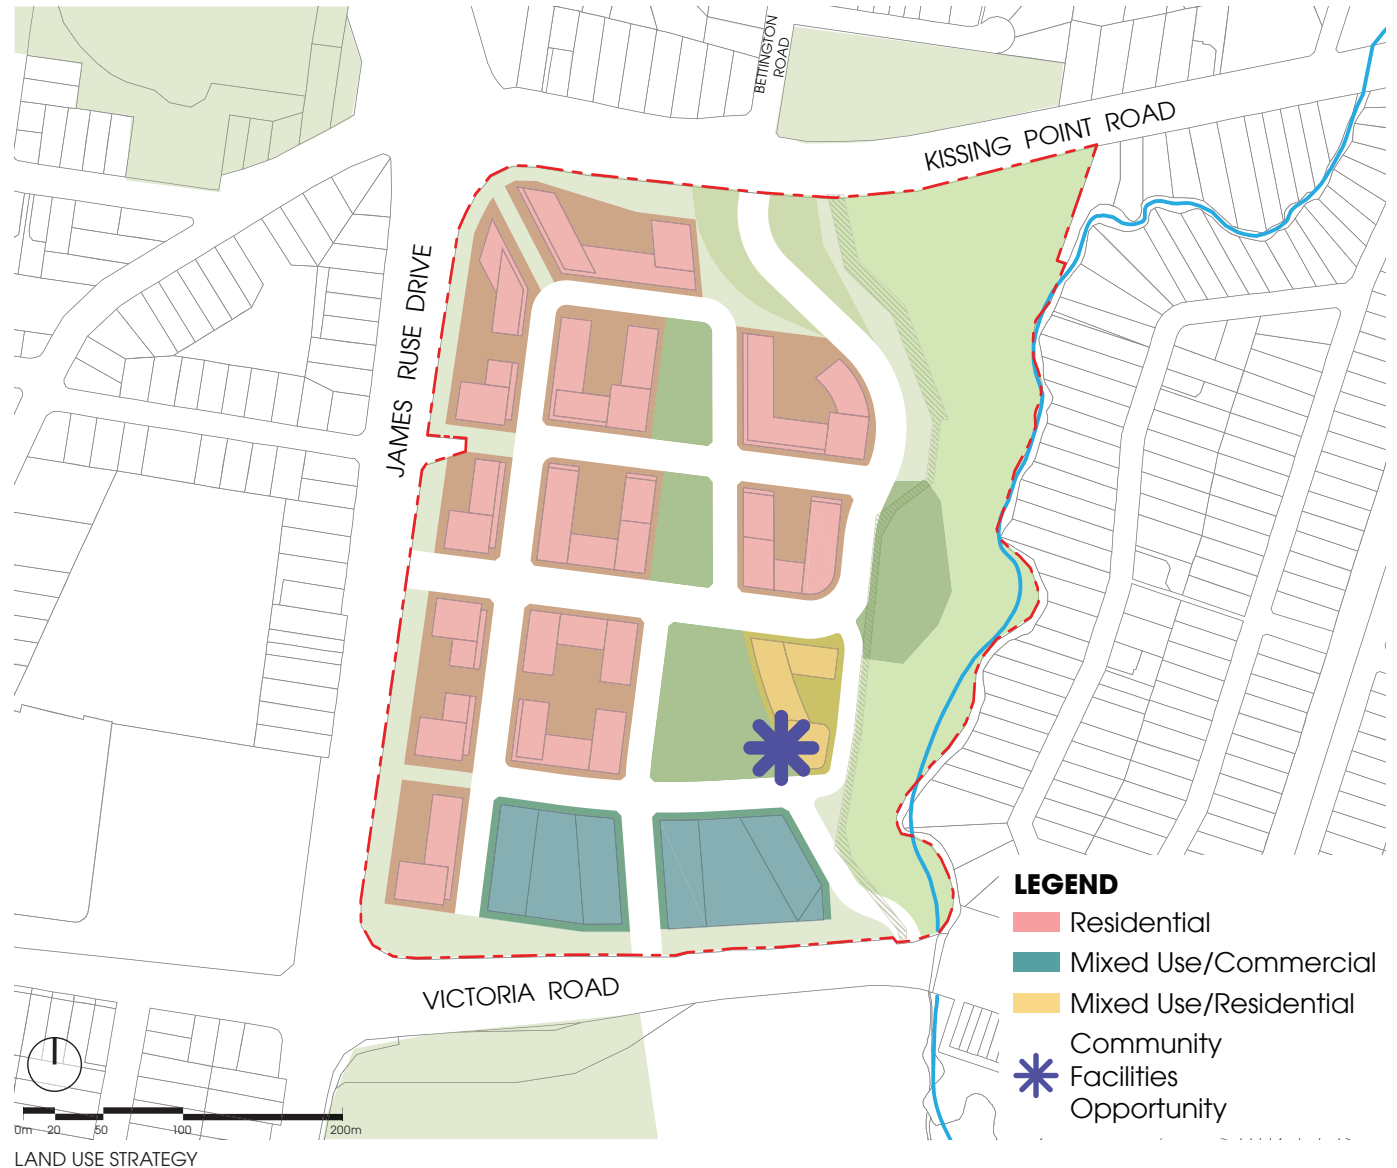 BETTINGTON
ROAD
KISSING POINT ROAD
JAMES RUSE DRIVE
VICTORIA ROAD
LEGEND
Residential
Mixed Use/Commercial
Mixed Use/Residential
Community
Facilities
Opportunity
0m 20 50 100 200m
LAND USE STRATEGY